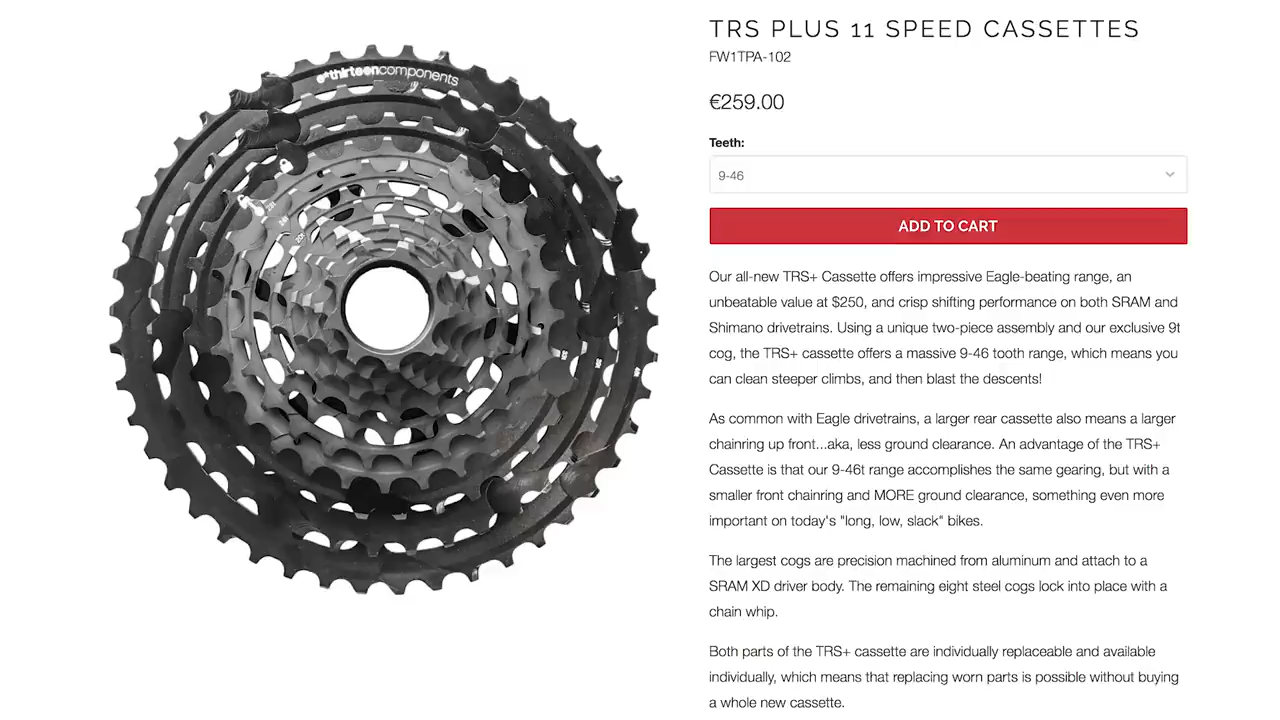 e*thirteencomponents
TRS PLUS 11 SPEED CASSETTES
FW1TPA-102
€259.00
Teeth:
9-46
ADD TO CART
Our all-new TRS+ Cassette offers impressive Eagle-beating range, an
unbeatable value at $250, and crisp shifting performance on both SRAM and
Shimano drivetrains. Using a unique two-piece assembly and our exclusive 9t
cog, the TRS+ cassette offers a massive 9-46 tooth range, which means you
can clean steeper climbs, and then blast the descents!
As common with Eagle drivetrains, a larger rear cassette also means a larger
chainring up front...aka, less ground clearance. An advantage of the TRS+
Cassette is that our 9-46t range accomplishes the same gearing, but with a
smaller front chainring and MORE ground clearance, something even more
important on today's "long, low, slack" bikes.
The largest cogs are precision machined from aluminum and attach to a
SRAM XD driver body. The remaining eight steel cogs lock into place with a
chain whip.
Both parts of the TRS+ cassette are individually replaceable and available
individually, which means that replacing worn parts is possible without buying
a whole new cassette.